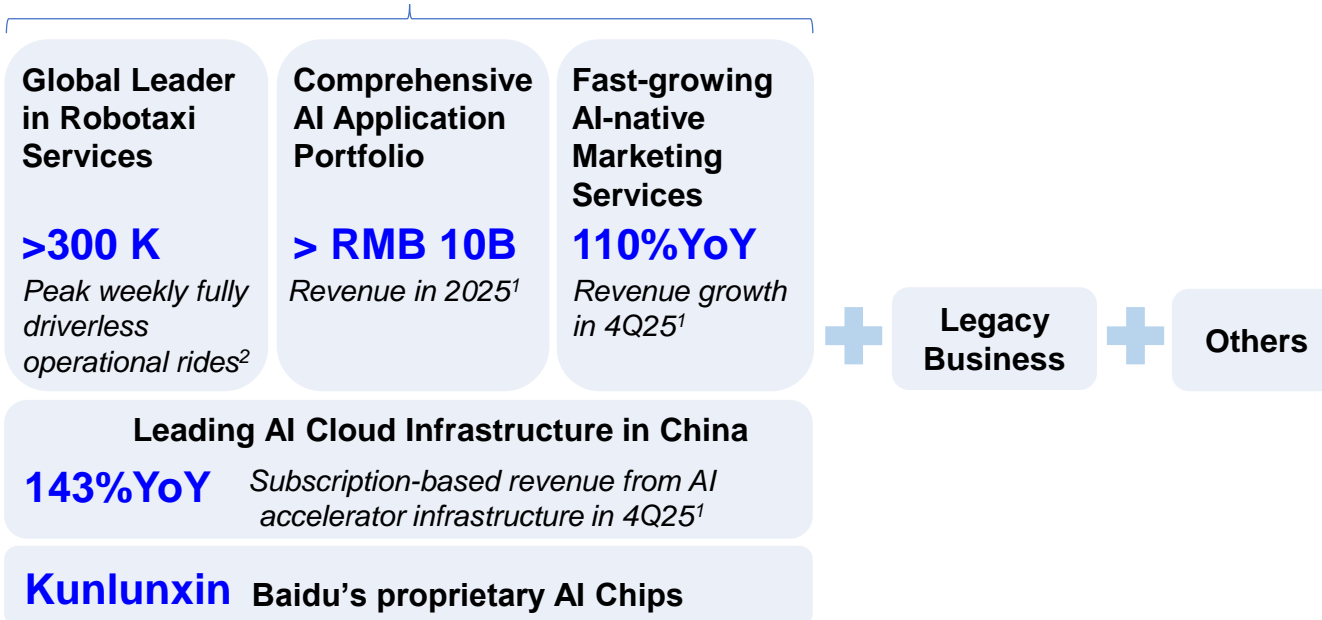 Global Leader
in Robotaxi
Services
>300 K
Peak weekly fully
driverless
operational rides2
Comprehensive
AI Application
Portfolio
> RMB 10B
Revenue in 20251
Fast-growing
AI-native
Marketing
Services
110%YoY
Revenue growth
in 4Q251
Legacy
Business
Others
Leading AI Cloud Infrastructure in China
143%YoY
Subscription-based revenue from AI
accelerator infrastructure in 4Q251
Kunlunxin Baidu's proprietary AI Chips